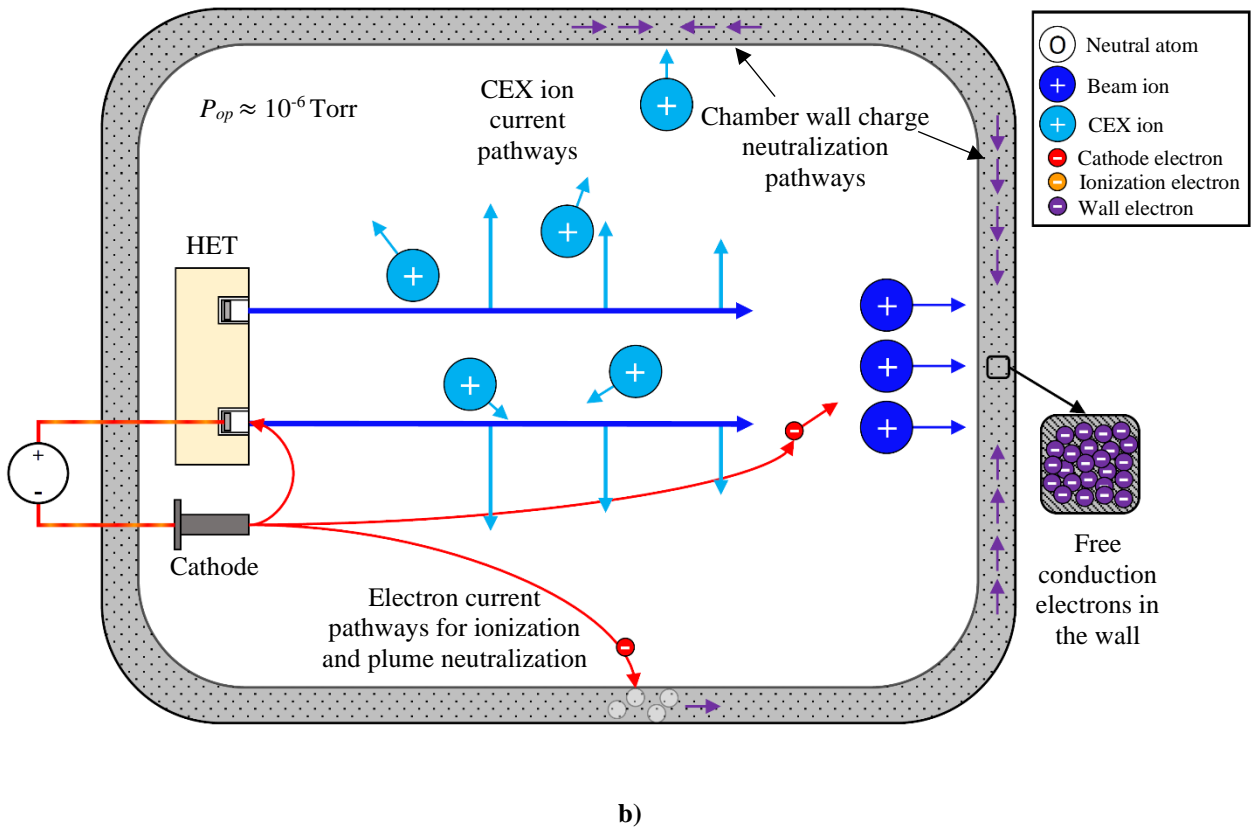 P_op ≈ 10^-6 Torr
CEX ion
current
pathways
Chamber wall charge
neutralization
pathways
O Neutral atom
+ Beam ion
+ CEX ion
- Cathode electron
- Ionization electron
- Wall electron
HET
+
-
Cathode
Electron current
pathways for ionization
and plume neutralization
Free
conduction
electrons in
the wall
b)